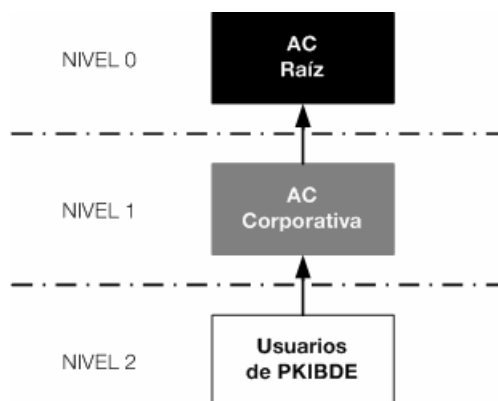 NIVEL 0
AC
Raíz
NIVEL 1
AC
Corporativa
NIVEL 2
Usuarios
de PKIBDE